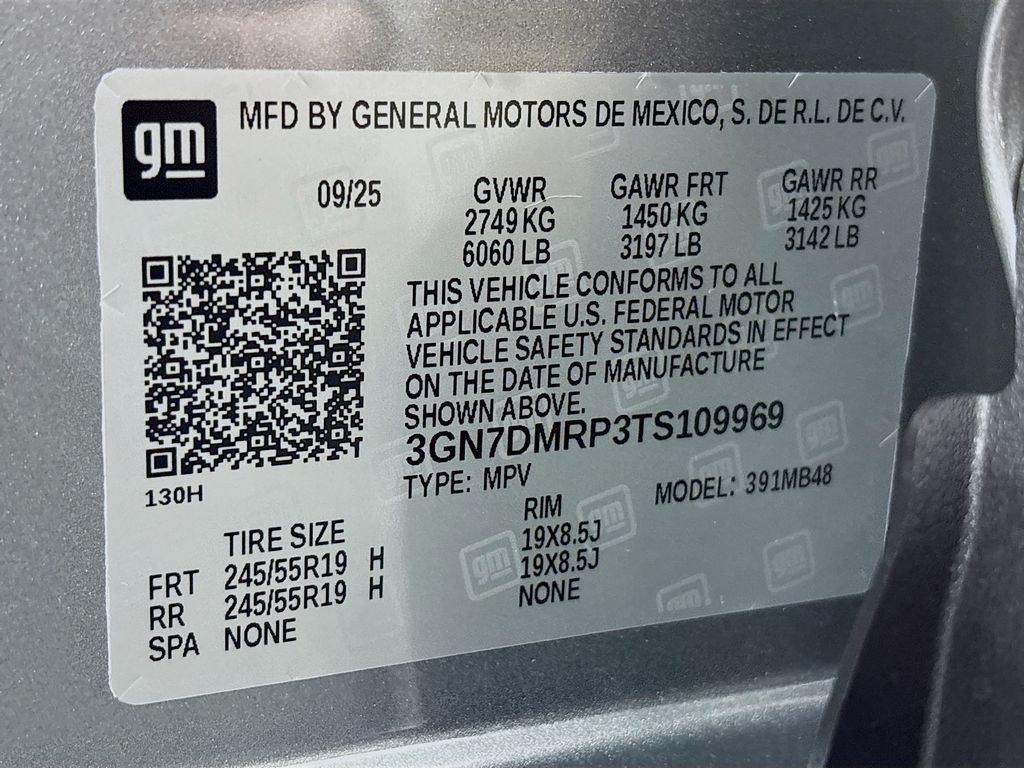 gm MFD BY GENERAL MOTORS DE MEXICO, S. DE R.L. DE C.V.
09/25 GVWR GAWR FRT GAWR RR
2749 KG 1450 KG 1425 KG
6060 LB 3197 LB 3142 LB
THIS VEHICLE CONFORMS TO ALL
APPLICABLE U.S. FEDERAL MOTOR
VEHICLE SAFETY STANDARDS IN EFFECT
ON THE DATE OF MANUFACTURE
SHOWN ABOVE.
3GN7DMRP3TS109969
130H TYPE: MPV MODEL: 391MB48
TIRE SIZE RIM
FRT 245/55R19 H 19X8.5J
RR 245/55R19 H 19X8.5J
SPA NONE NONE